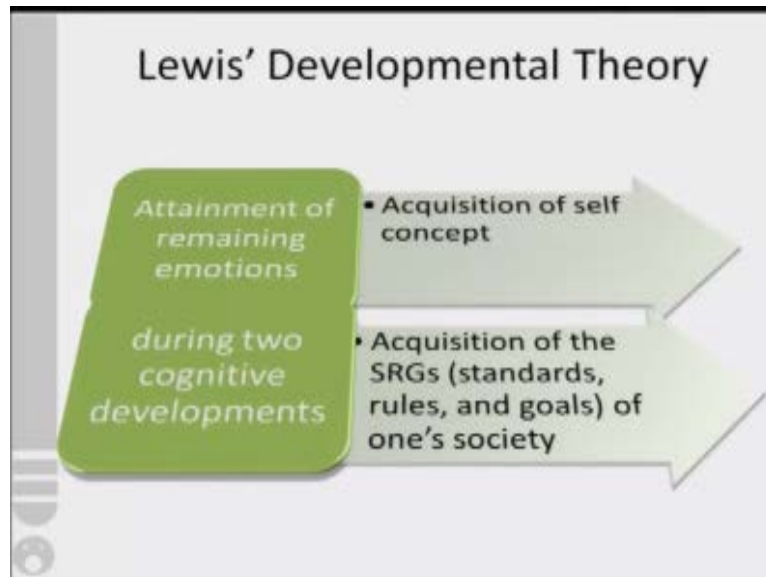 Lewis’ Developmental Theory
Attainment of
remaining
emotions
• Acquisition of self
concept
during two
cognitive
developments
• Acquisition of the
SRGs (standards,
rules, and goals) of
one’s society